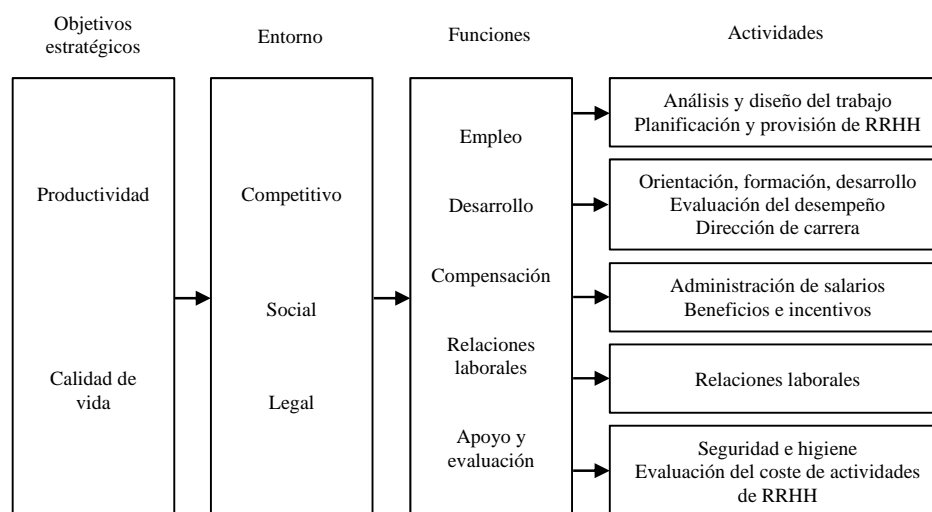 Objetivos
estratégicos
Entorno
Funciones
Actividades
Productividad
Calidad de
vida
Competitivo
Social
Legal
Empleo
Desarrollo
Compensación
Relaciones
laborales
Apoyo y
evaluación
Análisis y diseño del trabajo
Planificación y provisión de RRHH
Orientación, formación, desarrollo
Evaluación del desempeño
Dirección de carrera
Administración de salarios
Beneficios e incentivos
Relaciones laborales
Seguridad e higiene
Evaluación del coste de actividades
de RRHH